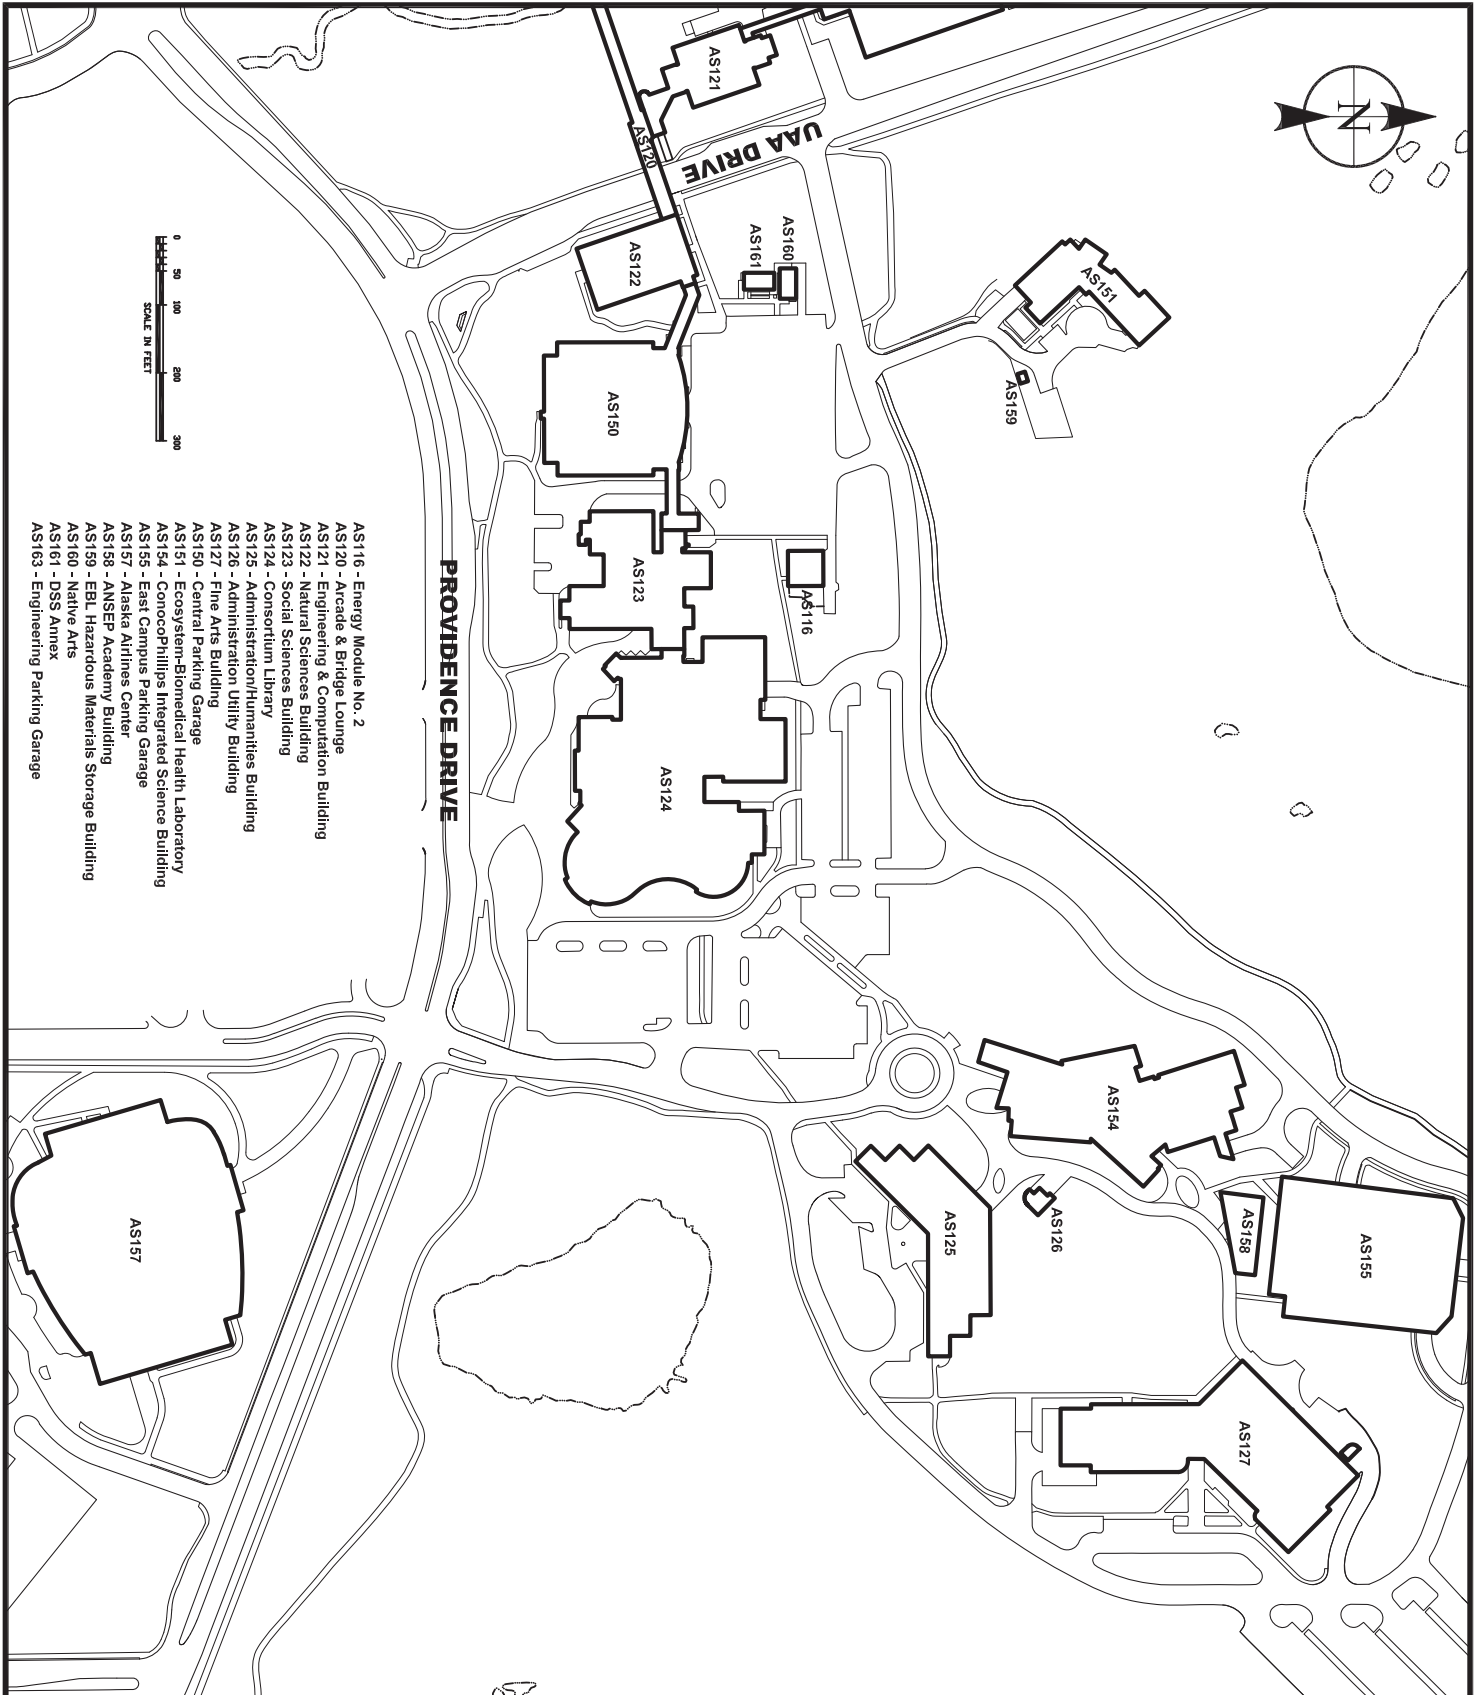 N
AS121
AS120
UAA DRIVE
AS122
AS161
AS160
AS151
AS159
AS150
AS123
AS116
AS124
PROVIDENCE DRIVE
AS154
AS125
AS126
AS158
AS155
AS127
AS157
0 50 100 200 300
SCALE IN FEET
AS116 - Energy Module No. 2
AS120 - Arcade & Bridge Lounge
AS121 - Engineering & Computation Building
AS122 - Natural Sciences Building
AS123 - Social Sciences Building
AS124 - Consortium Library
AS125 - Administration/Humanities Building
AS126 - Administration Utility Building
AS127 - Fine Arts Building
AS150 - Central Parking Garage
AS151 - Ecosystem-Biomedical Health Laboratory
AS154 - ConocoPhillips Integrated Science Building
AS155 - East Campus Parking Garage
AS157 - Alaska Airlines Center
AS158 - ANSEP Academy Building
AS159 - EBL Hazardous Materials Storage Building
AS160 - Native Arts
AS161 - DSS Annex
AS163 - Engineering Parking Garage